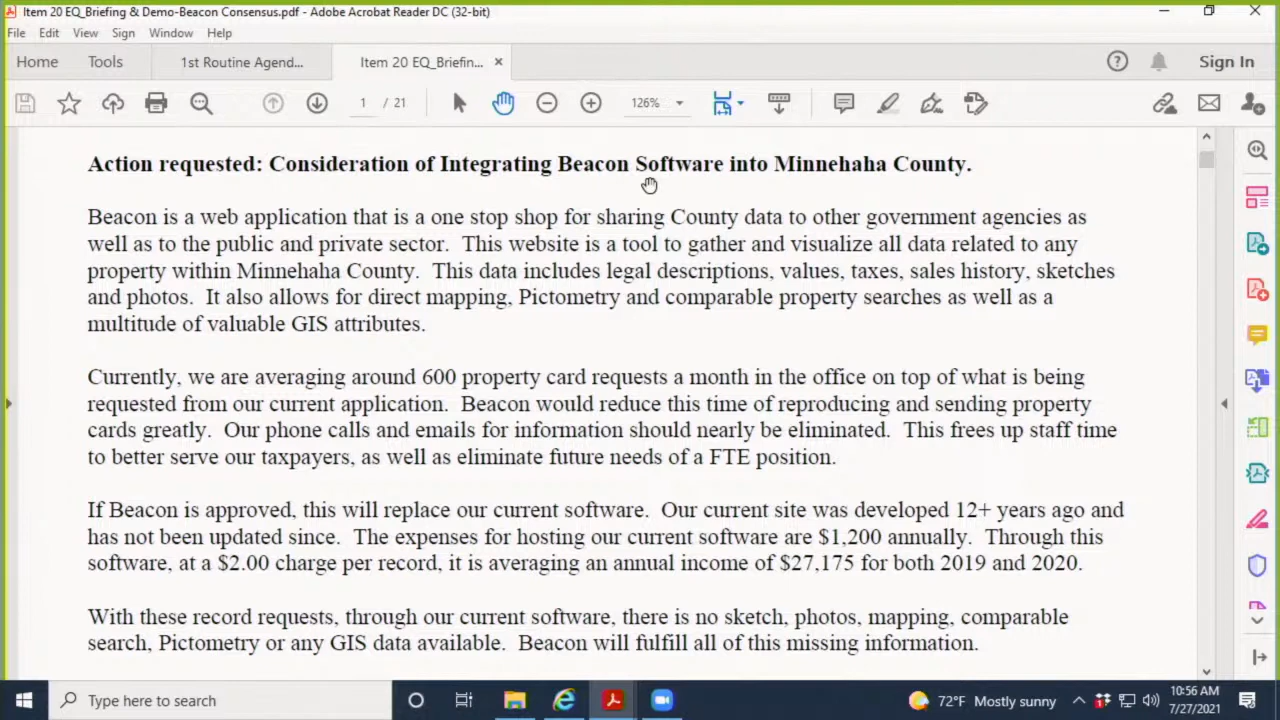 Item 20 EQ_Briefing & Demo-Beacon Consensus.pdf - Adobe Acrobat Reader DC (32-bit)
File Edit View Sign Window Help
Home Tools 1st Routine Agend... Item 20 EQ_Briefin... Sign In
1 / 21 126%
Action requested: Consideration of Integrating Beacon Software into Minnehaha County.
Beacon is a web application that is a one stop shop for sharing County data to other government agencies as
well as to the public and private sector. This website is a tool to gather and visualize all data related to any
property within Minnehaha County. This data includes legal descriptions, values, taxes, sales history, sketches
and photos. It also allows for direct mapping, Pictometry and comparable property searches as well as a
multitude of valuable GIS attributes.
Currently, we are averaging around 600 property card requests a month in the office on top of what is being
requested from our current application. Beacon would reduce this time of reproducing and sending property
cards greatly. Our phone calls and emails for information should nearly be eliminated. This frees up staff time
to better serve our taxpayers, as well as eliminate future needs of a FTE position.
If Beacon is approved, this will replace our current software. Our current site was developed 12+ years ago and
has not been updated since. The expenses for hosting our current software are $1,200 annually. Through this
software, at a $2.00 charge per record, it is averaging an annual income of $27,175 for both 2019 and 2020.
With these record requests, through our current software, there is no sketch, photos, mapping, comparable
search, Pictometry or any GIS data available. Beacon will fulfill all of this missing information.
Type here to search 72°F Mostly sunny 10:56 AM
7/27/2021